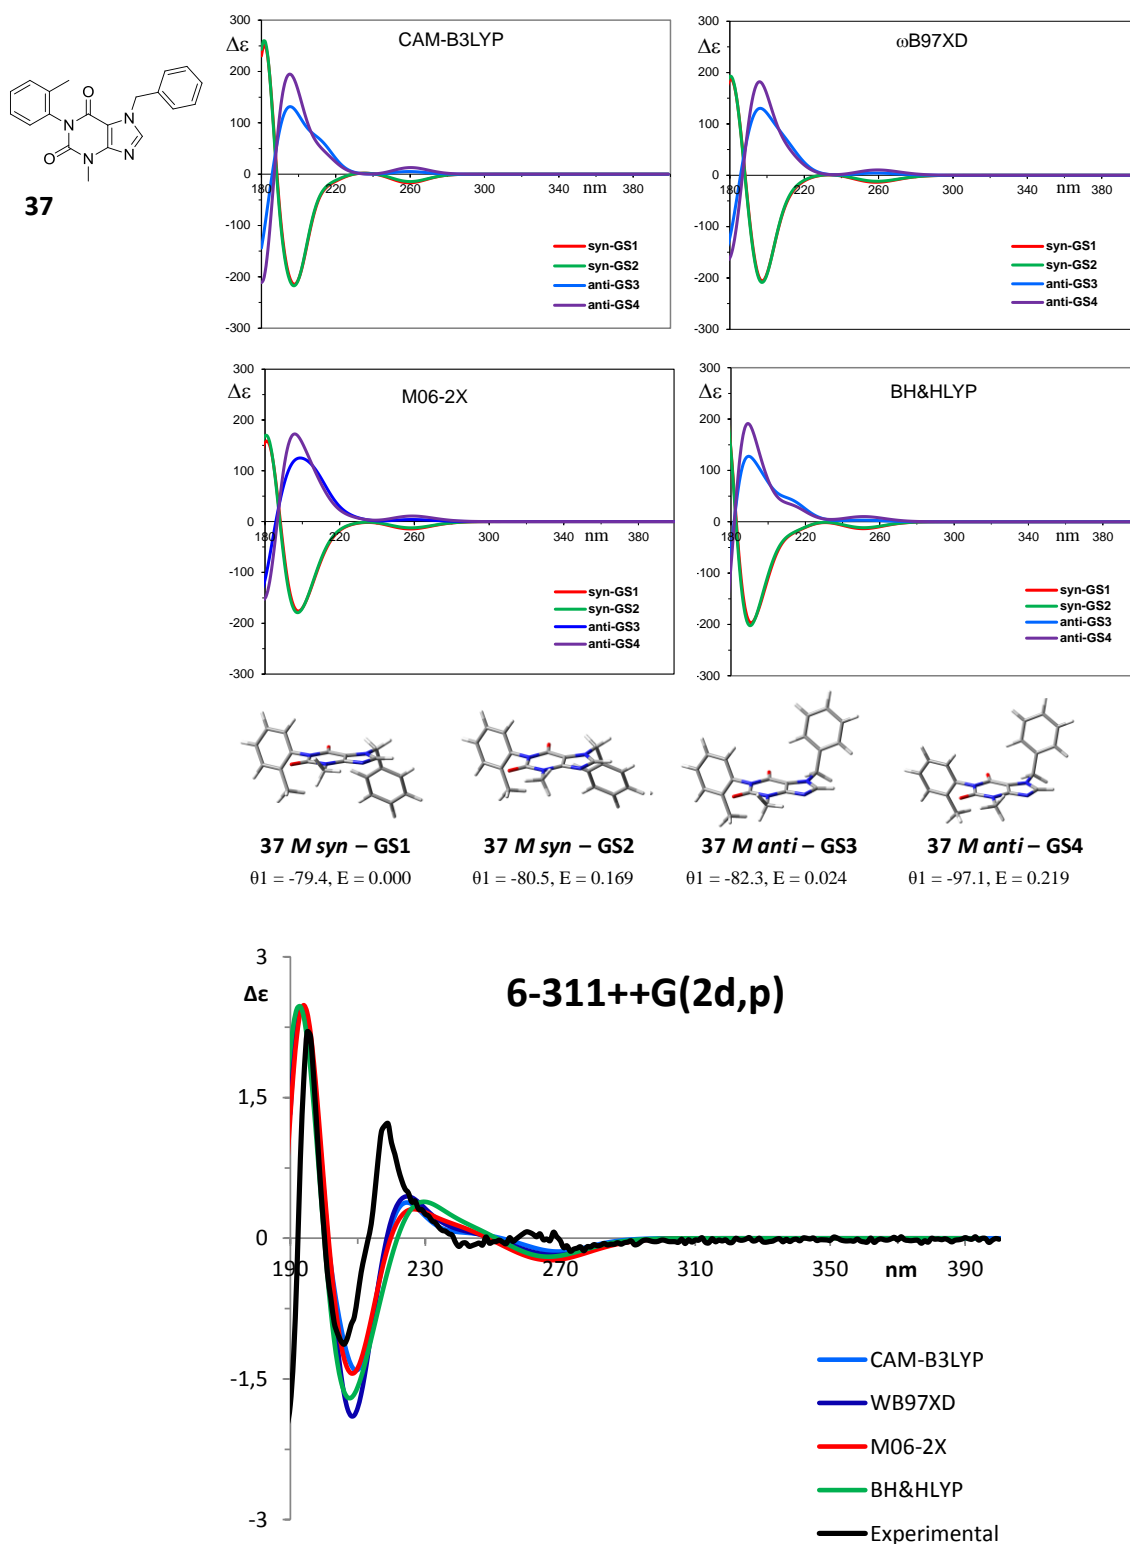 O
N
N
O
N
N
37
CAM-B3LYP
Δε
300
200
100
0
-100
-200
-300
180
220
260
300
340
380
nm
syn-GS1
syn-GS2
anti-GS3
anti-GS4
ωB97XD
Δε
300
200
100
0
-100
-200
-300
180
220
260
300
340
380
nm
syn-GS1
syn-GS2
anti-GS3
anti-GS4
M06-2X
Δε
300
200
100
0
-100
-200
-300
180
220
260
300
340
380
nm
syn-GS1
syn-GS2
anti-GS3
anti-GS4
BH&HLYP
Δε
300
200
100
0
-100
-200
-300
180
220
260
300
340
380
nm
syn-GS1
syn-GS2
anti-GS3
anti-GS4
37 M syn – GS1 37 M syn – GS2 37 M anti – GS3 37 M anti – GS4
θ1 = -79.4, E = 0.000 θ1 = -80.5, E = 0.169 θ1 = -82.3, E = 0.024 θ1 = -97.1, E = 0.219
6-311++G(2d,p)
Δε
3
1,5
0
-1,5
-3
190 230 270 310 350 nm 390
CAM-B3LYP
WB97XD
M06-2X
BH&HLYP
Experimental